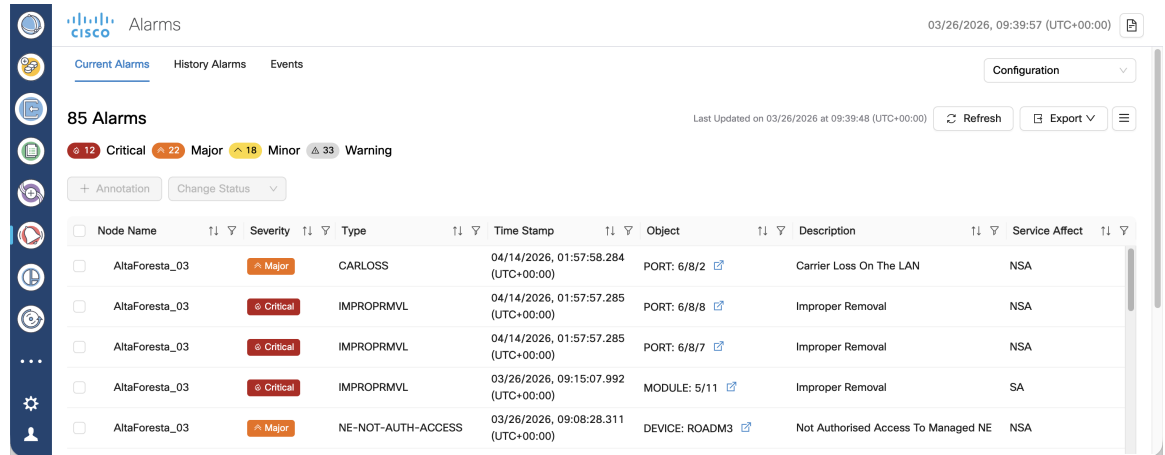 cisco Alarms 03/26/2026, 09:39:57 (UTC+00:00)
Current Alarms History Alarms Events
Configuration
85 Alarms
Last Updated on 03/26/2026 at 09:39:48 (UTC+00:00) Refresh Export
12 Critical 22 Major 18 Minor 33 Warning
+ Annotation Change Status
Node Name Severity Type Time Stamp Object Description Service Affect
AltaForesta_03 Major CARLOSS 04/14/2026, 01:57:58.284 (UTC+00:00) PORT: 6/8/2 Carrier Loss On The LAN NSA
AltaForesta_03 Critical IMPROPRMVL 04/14/2026, 01:57:57.285 (UTC+00:00) PORT: 6/8/8 Improper Removal NSA
AltaForesta_03 Critical IMPROPRMVL 04/14/2026, 01:57:57.285 (UTC+00:00) PORT: 6/8/7 Improper Removal NSA
AltaForesta_03 Critical IMPROPRMVL 03/26/2026, 09:15:07.992 (UTC+00:00) MODULE: 5/11 Improper Removal SA
AltaForesta_03 Major NE-NOT-AUTH-ACCESS 03/26/2026, 09:08:28.311 (UTC+00:00) DEVICE: ROADM3 Not Authorised Access To Managed NE NSA